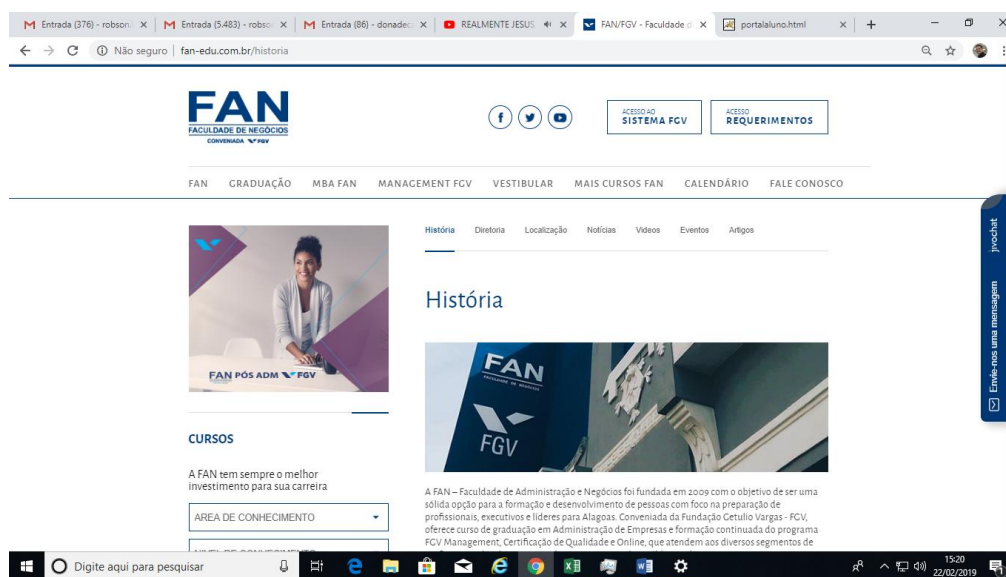 Entrada (376) - robson.
Entrada (5.483) - robso
Entrada (86) - donadec
REALMENTE JESUS
FAN/FGV - Faculdade d
portalaluno.html
Não seguro | fan-edu.com.br/historia
FAN
FACULDADE DE NEGÓCIOS
CONVENIADA FGV
ACESSO AO
SISTEMA FGV
ACESSO
REQUERIMENTOS
FAN GRADUAÇÃO MBA FAN MANAGEMENT FGV VESTIBULAR MAIS CURSOS FAN CALENDÁRIO FALE CONOSCO
História Diretoria Localização Notícias Videos Eventos Artigos
FAN PÓS ADM FGV
História
FAN
FACULDADE DE NEGÓCIOS
FGV
CURSOS
A FAN tem sempre o melhor
investimento para sua carreira
AREA DE CONHECIMENTO
A FAN – Faculdade de Administração e Negócios foi fundada em 2009 com o objetivo de ser uma
sólida opção para a formação e desenvolvimento de pessoas com foco na preparação de
profissionais, executivos e líderes para Alagoas. Conveniada da Fundação Getulio Vargas - FGV,
oferece curso de graduação em Administração de Empresas e formação continuada do programa
FGV Management, Certificação de Qualidade e Online, que atendem aos diversos segmentos de
Envie-nos uma mensagem
jivochat
Digite aqui para pesquisar
15:20
22/02/2019